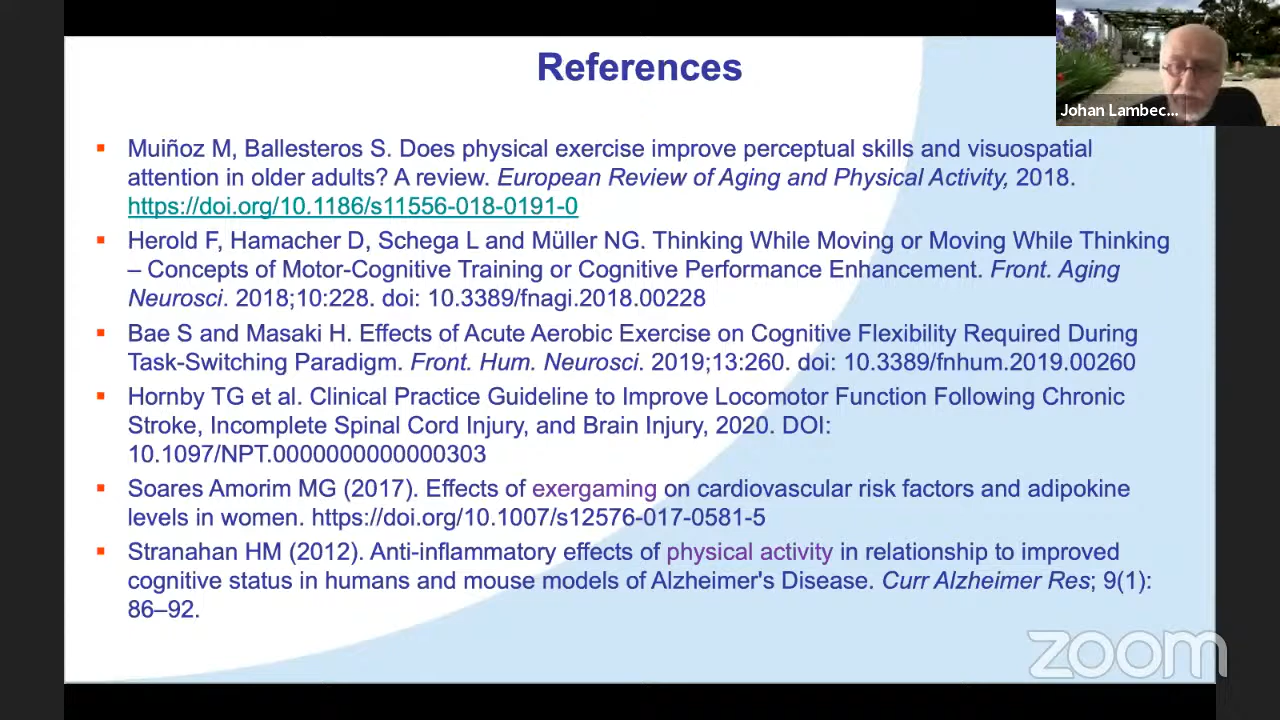 References
Johan Lambec...
Muiñoz M, Ballesteros S. Does physical exercise improve perceptual skills and visuospatial
attention in older adults? A review. European Review of Aging and Physical Activity, 2018.
https://doi.org/10.1186/s11556-018-0191-0
Herold F, Hamacher D, Schega L and Müller NG. Thinking While Moving or Moving While Thinking
– Concepts of Motor-Cognitive Training or Cognitive Performance Enhancement. Front. Aging
Neurosci. 2018;10:228. doi: 10.3389/fnagi.2018.00228
Bae S and Masaki H. Effects of Acute Aerobic Exercise on Cognitive Flexibility Required During
Task-Switching Paradigm. Front. Hum. Neurosci. 2019;13:260. doi: 10.3389/fnhum.2019.00260
Hornby TG et al. Clinical Practice Guideline to Improve Locomotor Function Following Chronic
Stroke, Incomplete Spinal Cord Injury, and Brain Injury, 2020. DOI:
10.1097/NPT.0000000000000303
Soares Amorim MG (2017). Effects of exergaming on cardiovascular risk factors and adipokine
levels in women. https://doi.org/10.1007/s12576-017-0581-5
Stranahan HM (2012). Anti-inflammatory effects of physical activity in relationship to improved
cognitive status in humans and mouse models of Alzheimer's Disease. Curr Alzheimer Res; 9(1):
86–92.
zoom